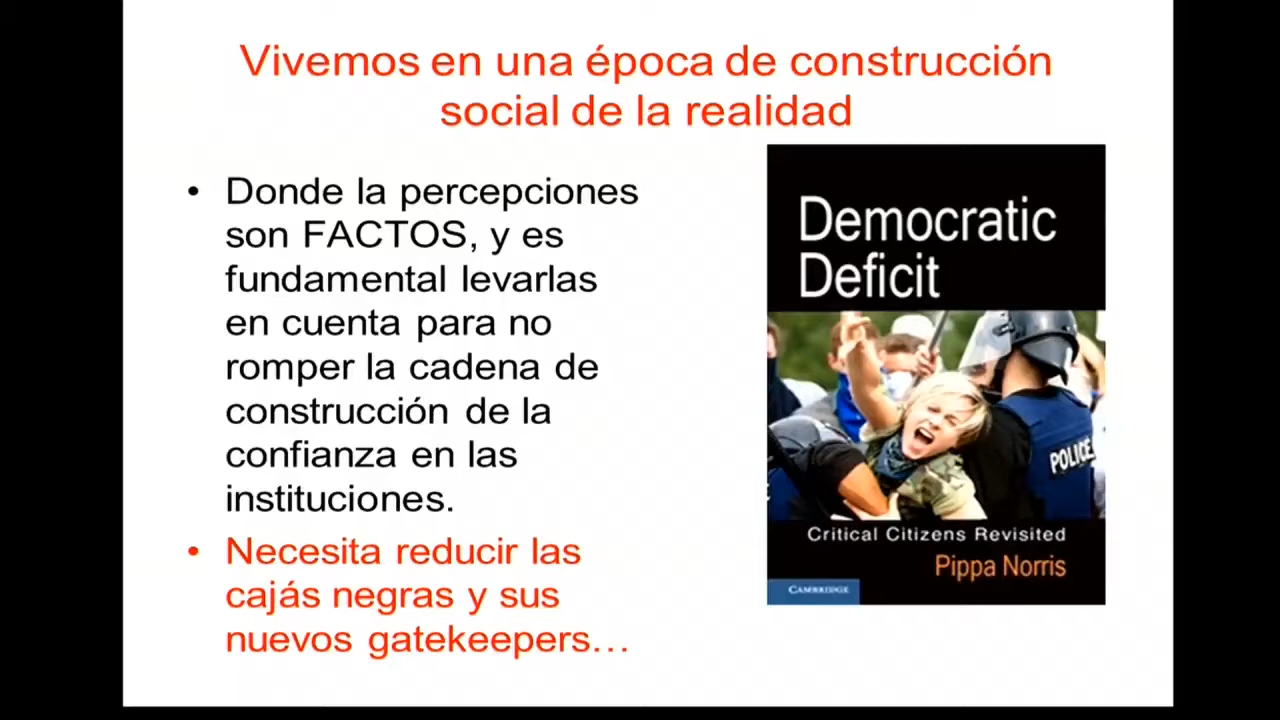 Vivemos en una época de construcción
social de la realidad
• Donde la percepciones
son FACTOS, y es
fundamental levarlas
en cuenta para no
romper la cadena de
construcción de la
confianza en las
instituciones.
• Necesita reducir las
cajás negras y sus
nuevos gatekeepers…
Democratic
Deficit
POLICE
Critical Citizens Revisited
Pippa Norris
CAMBRIDGE